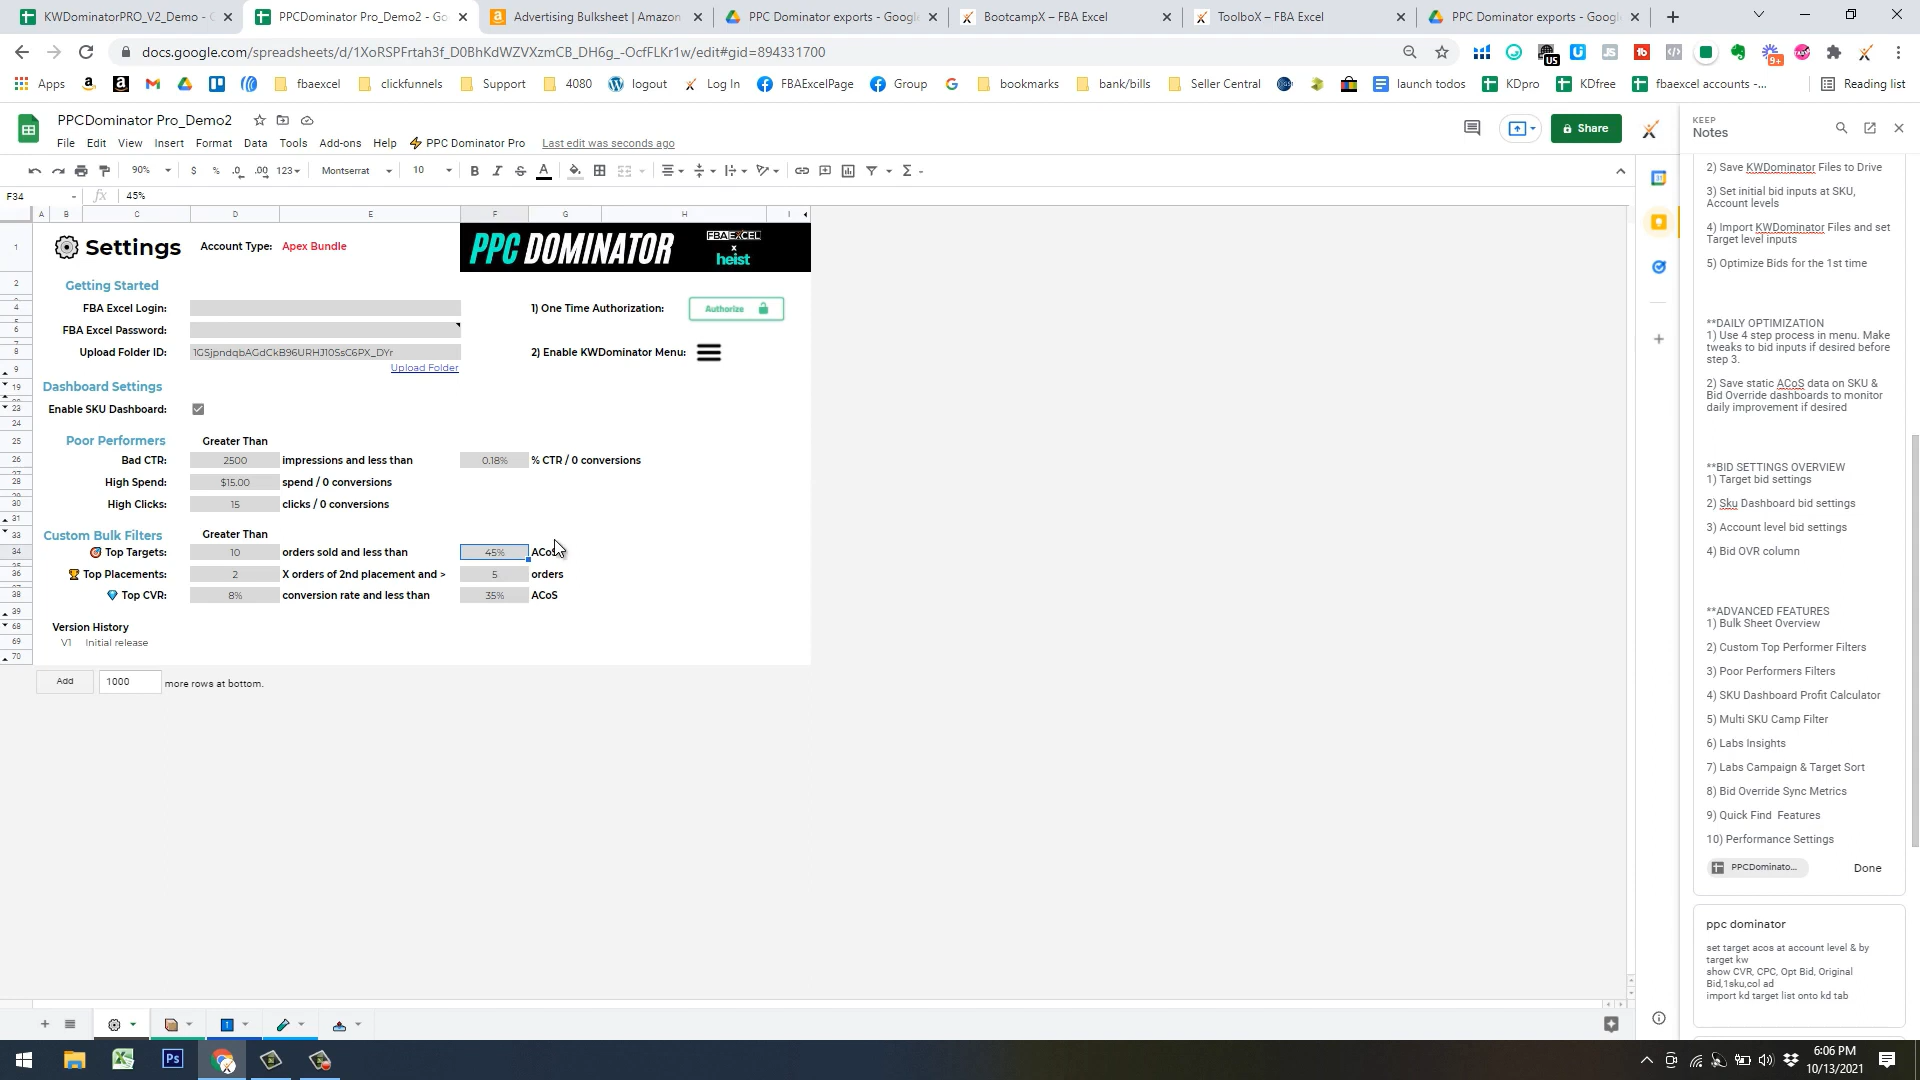 KWDominatorPRO_V2_Demo -
PPCDominator Pro_Demo2 - Go
Advertising Bulksheet | Amazon
PPC Dominator exports - Google
BootcampX – FBA Excel
ToolboX – FBA Excel
PPC Dominator exports - Google
docs.google.com/spreadsheets/d/1XoRSPFrtah3f_D0BhKdWZVXzmCB_DH6g_-OcfFLKr1w/edit#gid=894331700
US
9+
Apps
fbaexcel
clickfunnels
Support
4080
logout
Log In
FBAExcelPage
Group
bookmarks
bank/bills
Seller Central
launch todos
KDpro
KDfree
fbaexcel accounts -...
Reading list
PPCDominator Pro_Demo2
Share
File Edit View Insert Format Data Tools Add-ons Help PPC Dominator Pro Last edit was seconds ago
90% $ % .0 .00 123 Montserrat 10
F34 fx 45%
A B C D E F G H I
Settings Account Type: Apex Bundle
PPC DOMINATOR FBAEXCEL x heist
Getting Started
FBA Excel Login: 1) One Time Authorization: Authorize
FBA Excel Password:
Upload Folder ID: 1GSjpndqbAGdCkB96URHJ10SsC6PX_DYr 2) Enable KWDominator Menu:
Upload Folder
Dashboard Settings
Enable SKU Dashboard:
Poor Performers Greater Than
Bad CTR: 2500 impressions and less than 0.18% % CTR / 0 conversions
High Spend: $15.00 spend / 0 conversions
High Clicks: 15 clicks / 0 conversions
Custom Bulk Filters Greater Than
Top Targets: 10 orders sold and less than 45% ACoS
Top Placements: 2 X orders of 2nd placement and > 5 orders
Top CVR: 8% conversion rate and less than 35% ACoS
Version History
V1 Initial release
Add 1000 more rows at bottom.
KEEP
Notes
2) Save KWDominator Files to Drive
3) Set initial bid inputs at SKU,
Account levels
4) Import KWDominator Files and set
Target level inputs
5) Optimize Bids for the 1st time
**DAILY OPTIMIZATION
1) Use 4 step process in menu. Make
tweaks to bid inputs if desired before
step 3.
2) Save static ACoS data on SKU &
Bid Override dashboards to monitor
daily improvement if desired
**BID SETTINGS OVERVIEW
1) Target bid settings
2) Sku Dashboard bid settings
3) Account level bid settings
4) Bid OVR column
**ADVANCED FEATURES
1) Bulk Sheet Overview
2) Custom Top Performer Filters
3) Poor Performers Filters
4) SKU Dashboard Profit Calculator
5) Multi SKU Camp Filter
6) Labs Insights
7) Labs Campaign & Target Sort
8) Bid Override Sync Metrics
9) Quick Find Features
10) Performance Settings
PPCDominato... Done
ppc dominator
set target acos at account level & by
target kw
show CVR, CPC, Opt Bid, Original
Bid,1sku,col ad
import kd target list onto kd tab
6:06 PM
10/13/2021